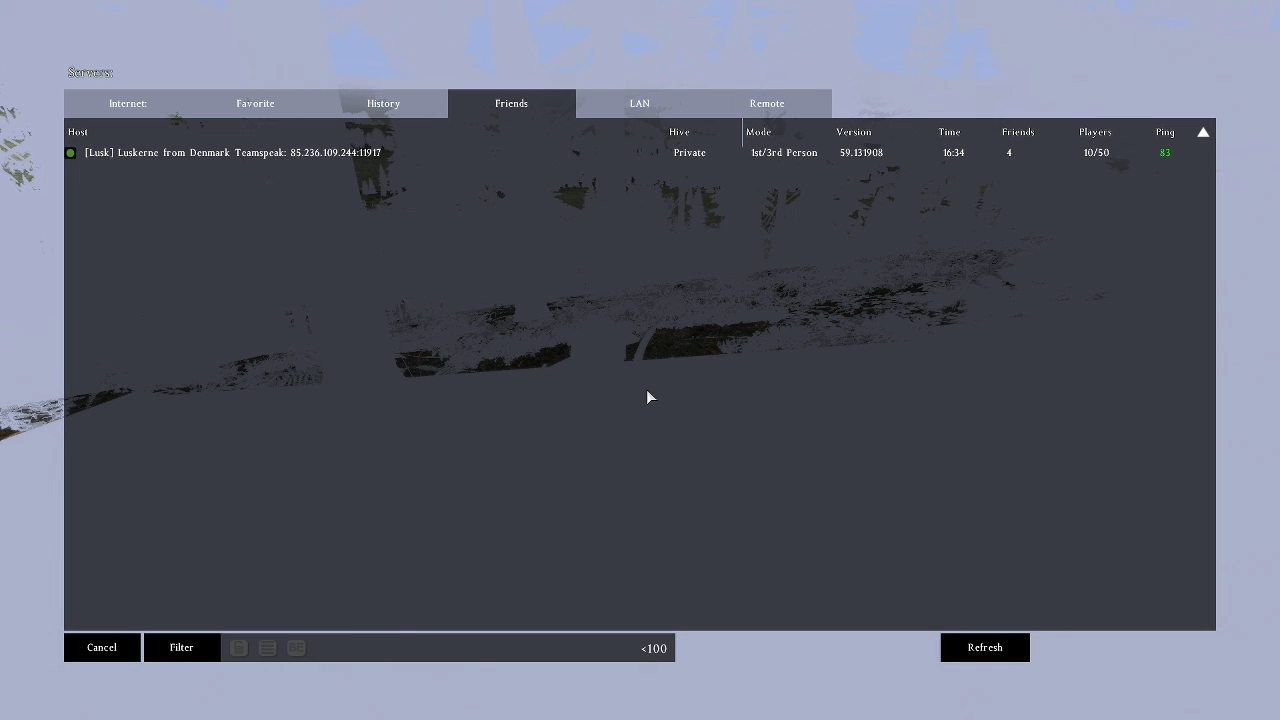 Servers:
Internet: Favorite History Friends LAN Remote
Host Hive Mode Version Time Friends Players Ping
[Lusk] Luskerne from Denmark Teamspeak: 85.236.109.244:11917 Private 1st/3rd Person 59.131908 16:34 4 10/50 83
Cancel Filter BE <100 Refresh